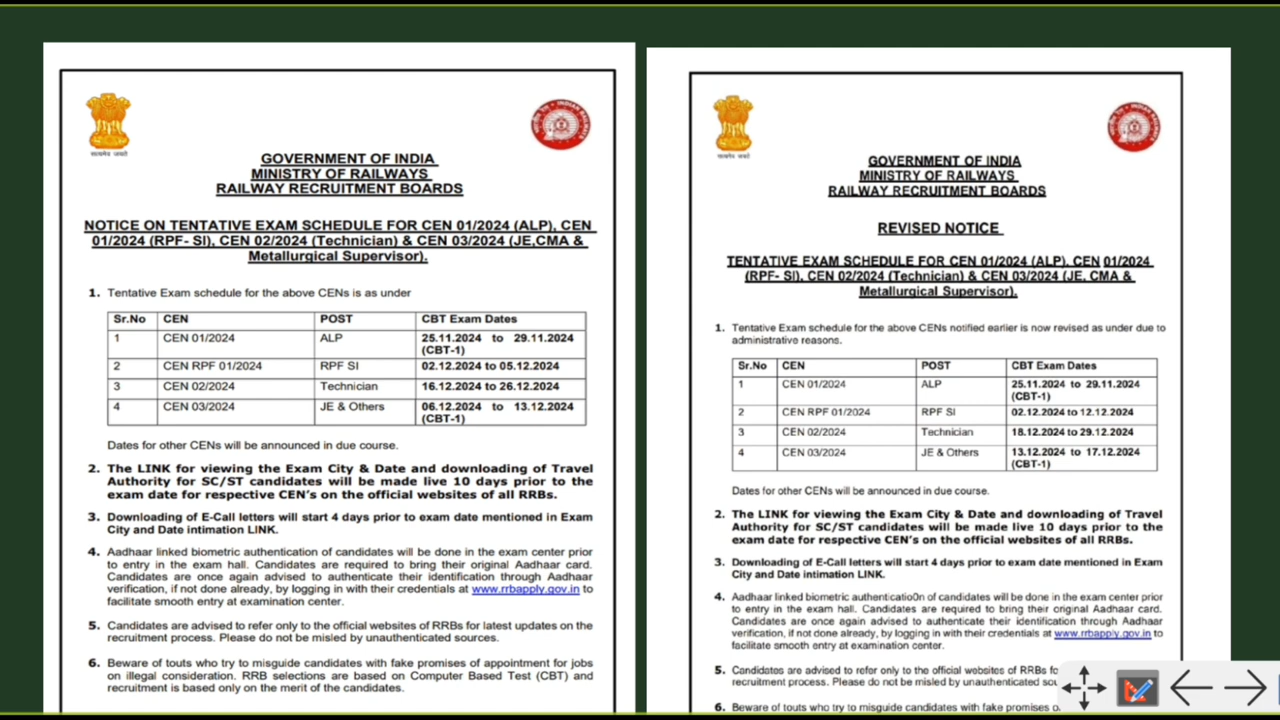 सत्यमेव जयते
GOVERNMENT OF INDIA
MINISTRY OF RAILWAYS
RAILWAY RECRUITMENT BOARDS
NOTICE ON TENTATIVE EXAM SCHEDULE FOR CEN 01/2024 (ALP), CEN
01/2024 (RPF- SI), CEN 02/2024 (Technician) & CEN 03/2024 (JE,CMA &
Metallurgical Supervisor).
1. Tentative Exam schedule for the above CENs is as under
Sr.No CEN POST CBT Exam Dates
1 CEN 01/2024 ALP 25.11.2024 to 29.11.2024
(CBT-1)
2 CEN RPF 01/2024 RPF SI 02.12.2024 to 05.12.2024
3 CEN 02/2024 Technician 16.12.2024 to 26.12.2024
4 CEN 03/2024 JE & Others 06.12.2024 to 13.12.2024
(CBT-1)
Dates for other CENs will be announced in due course.
2. The LINK for viewing the Exam City & Date and downloading of Travel
Authority for SC/ST candidates will be made live 10 days prior to the
exam date for respective CEN's on the official websites of all RRBs.
3. Downloading of E-Call letters will start 4 days prior to exam date mentioned in Exam
City and Date intimation LINK.
4. Aadhaar linked biometric authentication of candidates will be done in the exam center prior
to entry in the exam hall. Candidates are required to bring their original Aadhaar card.
Candidates are once again advised to authenticate their identification through Aadhaar
verification, if not done already, by logging in with their credentials at www.rrbapply.gov.in to
facilitate smooth entry at examination center.
5. Candidates are advised to refer only to the official websites of RRBs for latest updates on the
recruitment process. Please do not be misled by unauthenticated sources.
6. Beware of touts who try to misguide candidates with fake promises of appointment for jobs
on illegal consideration. RRB selections are based on Computer Based Test (CBT) and
recruitment is based only on the merit of the candidates.
सत्यमेव जयते
GOVERNMENT OF INDIA
MINISTRY OF RAILWAYS
RAILWAY RECRUITMENT BOARDS
REVISED NOTICE
TENTATIVE EXAM SCHEDULE FOR CEN 01/2024 (ALP), CEN 01/2024
(RPF- SI), CEN 02/2024 (Technician) & CEN 03/2024 (JE, CMA &
Metallurgical Supervisor).
1. Tentative Exam schedule for the above CENs notified earlier is now revised as under due to
administrative reasons.
Sr.No CEN POST CBT Exam Dates
1 CEN 01/2024 ALP 25.11.2024 to 29.11.2024
(CBT-1)
2 CEN RPF 01/2024 RPF SI 02.12.2024 to 12.12.2024
3 CEN 02/2024 Technician 18.12.2024 to 29.12.2024
4 CEN 03/2024 JE & Others 13.12.2024 to 17.12.2024
(CBT-1)
Dates for other CENs will be announced in due course.
2. The LINK for viewing the Exam City & Date and downloading of Travel
Authority for SC/ST candidates will be made live 10 days prior to the
exam date for respective CEN's on the official websites of all RRBs.
3. Downloading of E-Call letters will start 4 days prior to exam date mentioned in Exam
City and Date intimation LINK.
4. Aadhaar linked biometric authenticatio0n of candidates will be done in the exam center prior
to entry in the exam hall. Candidates are required to bring their original Aadhaar card.
Candidates are once again advised to authenticate their identification through Aadhaar
verification, if not done already, by logging in with their credentials at www.rrbapply.gov.in to
facilitate smooth entry at examination center.
5. Candidates are advised to refer only to the official websites of RRBs
recruitment process. Please do not be misled by unauthenticated
6. Beware of touts who try to misguide candidates with fake promises